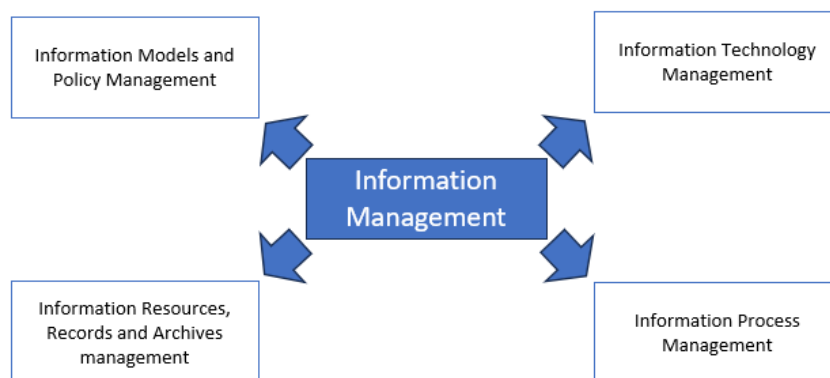 Information Models and
Policy Management
Information Technology
Management
Information
Management
Information Resources,
Records and Archives
management
Information Process
Management